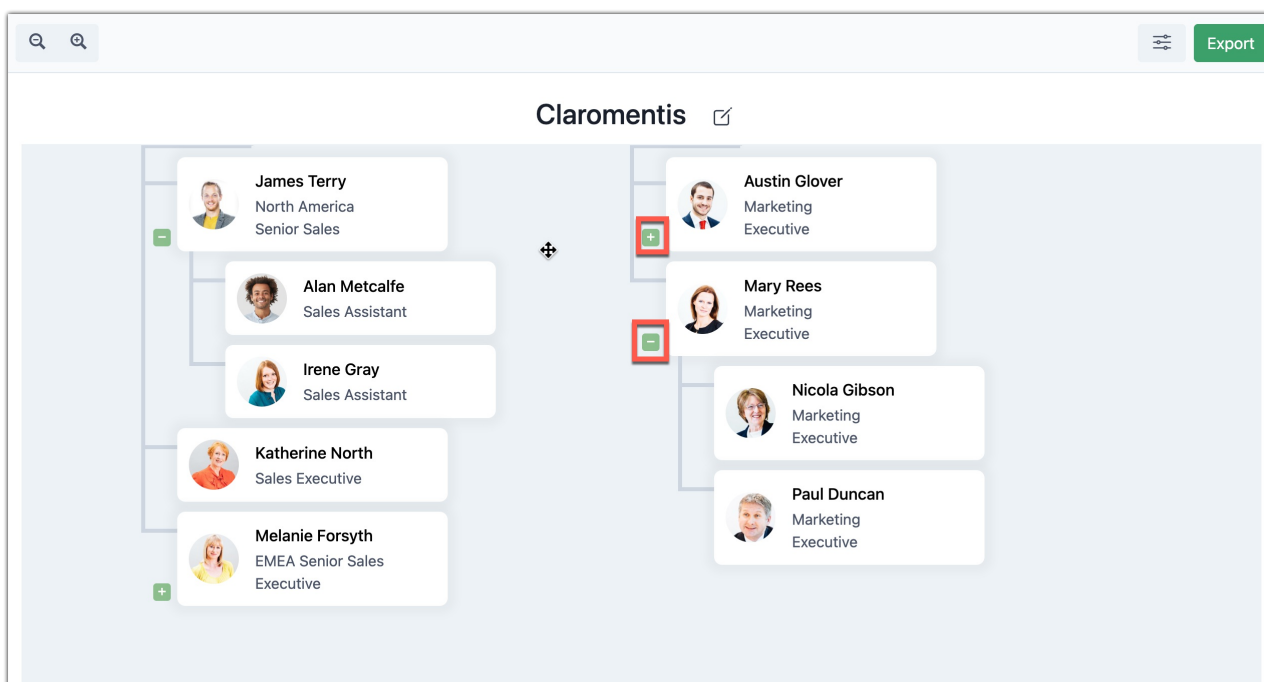 Export
Claromentis
James Terry
North America
Senior Sales
Alan Metcalfe
Sales Assistant
Irene Gray
Sales Assistant
Katherine North
Sales Executive
Melanie Forsyth
EMEA Senior Sales
Executive
Austin Glover
Marketing
Executive
Mary Rees
Marketing
Executive
Nicola Gibson
Marketing
Executive
Paul Duncan
Marketing
Executive